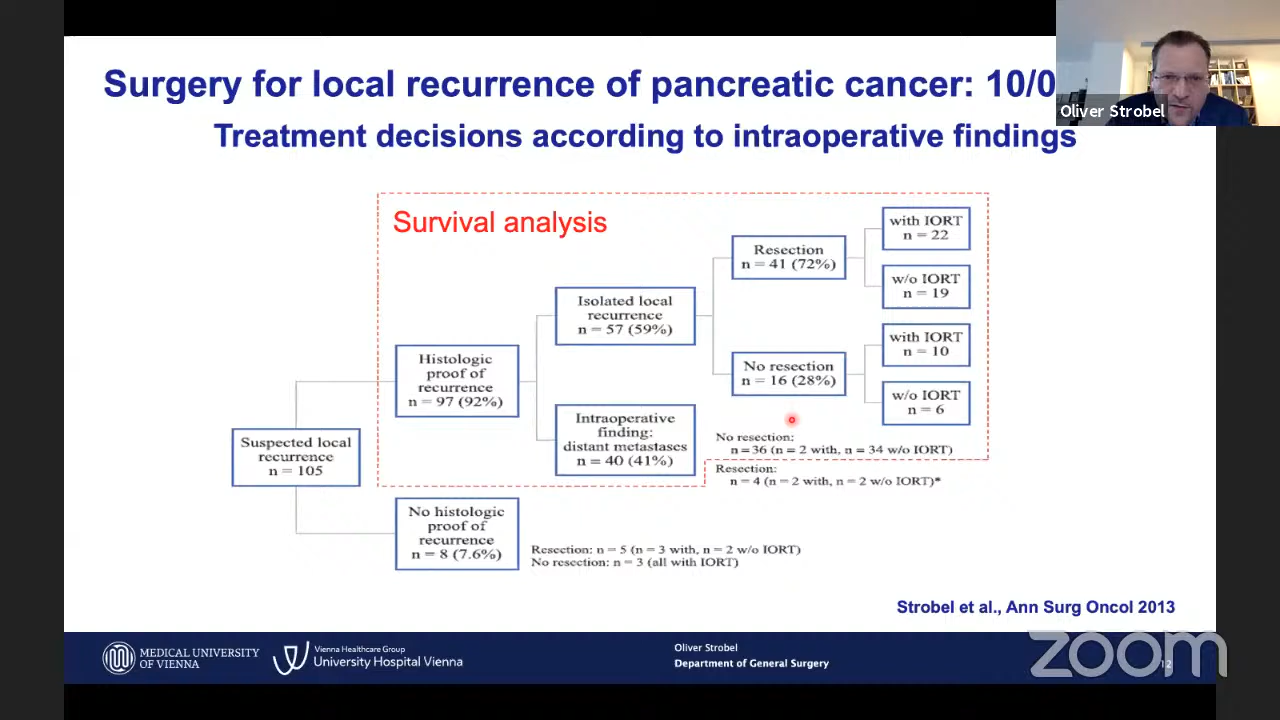 Surgery for local recurrence of pancreatic cancer: 10/0
Oliver Strobel
Treatment decisions according to intraoperative findings
Survival analysis
with IORT
n = 22
Resection
n = 41 (72%)
w/o IORT
n = 19
Isolated local
recurrence
n = 57 (59%)
with IORT
n = 10
No resection
n = 16 (28%)
w/o IORT
n = 6
Histologic
proof of
recurrence
n = 97 (92%)
Intraoperative
finding:
distant metastases
n = 40 (41%)
No resection:
n = 36 (n = 2 with, n = 34 w/o IORT)
Resection:
n = 4 (n = 2 with, n = 2 w/o IORT)*
Suspected local
recurrence
n = 105
No histologic
proof of
recurrence
n = 8 (7.6%)
Resection: n = 5 (n = 3 with, n = 2 w/o IORT)
No resection: n = 3 (all with IORT)
Strobel et al., Ann Surg Oncol 2013
MEDICAL UNIVERSITY
OF VIENNA
Vienna Healthcare Group
University Hospital Vienna
Oliver Strobel
Department of General Surgery
zoom
12